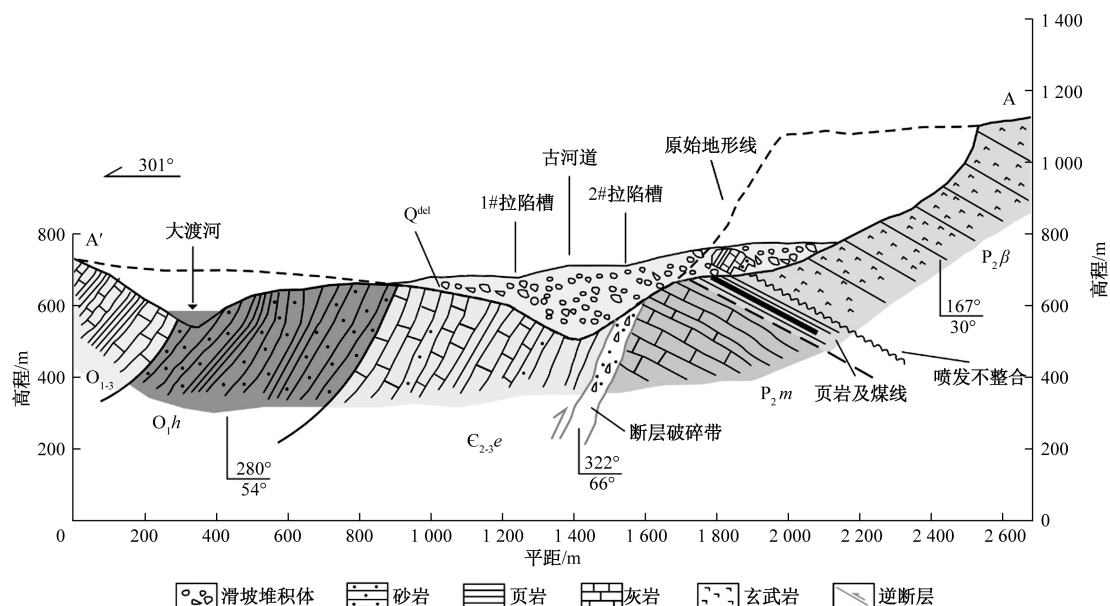 1 400
1 200
A
原始地形线
1 000
301°
古河道
1#拉陷槽
2#拉陷槽
Qdel
800
A′
大渡河
800
P2β
高程/m
高程/m
600
600
167°
30°
O1-3
喷发不整合
400
400
P2m
页岩及煤线
O1h
Є2-3e
断层破碎带
200
280°
54°
322°
66°
200
0
0
200
400
600
800
1 000
1 200
1 400
1 600
1 800
2 000
2 200
2 400
2 600
平距/m
滑坡堆积体
砂岩
页岩
灰岩
玄武岩
逆断层